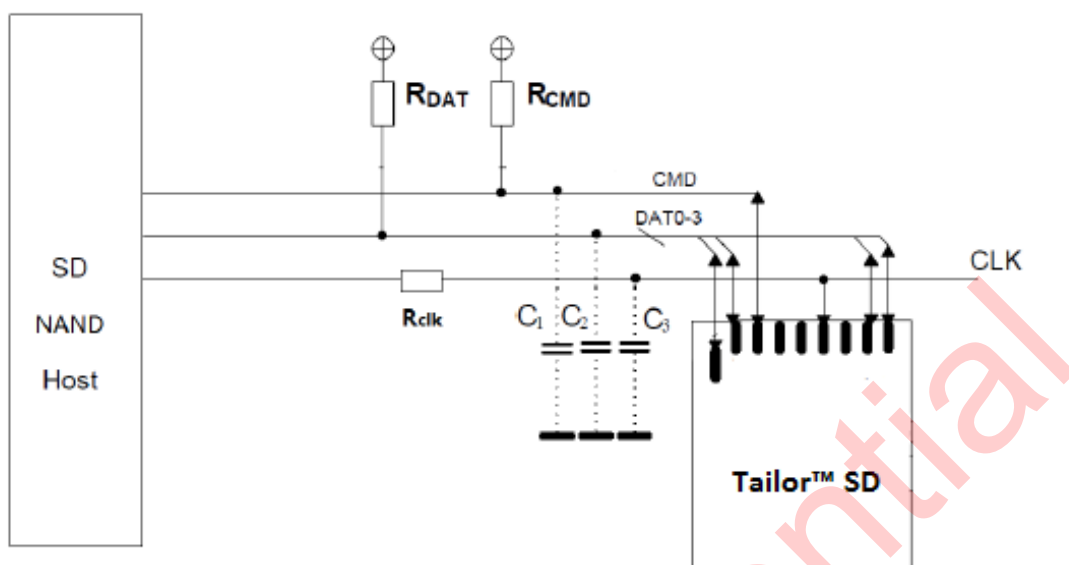 RDAT
RCMD
CMD
DAT0-3
CLK
SD
NAND
Host
Rclk
C1
C2
C3
Tailor™ SD
ntial